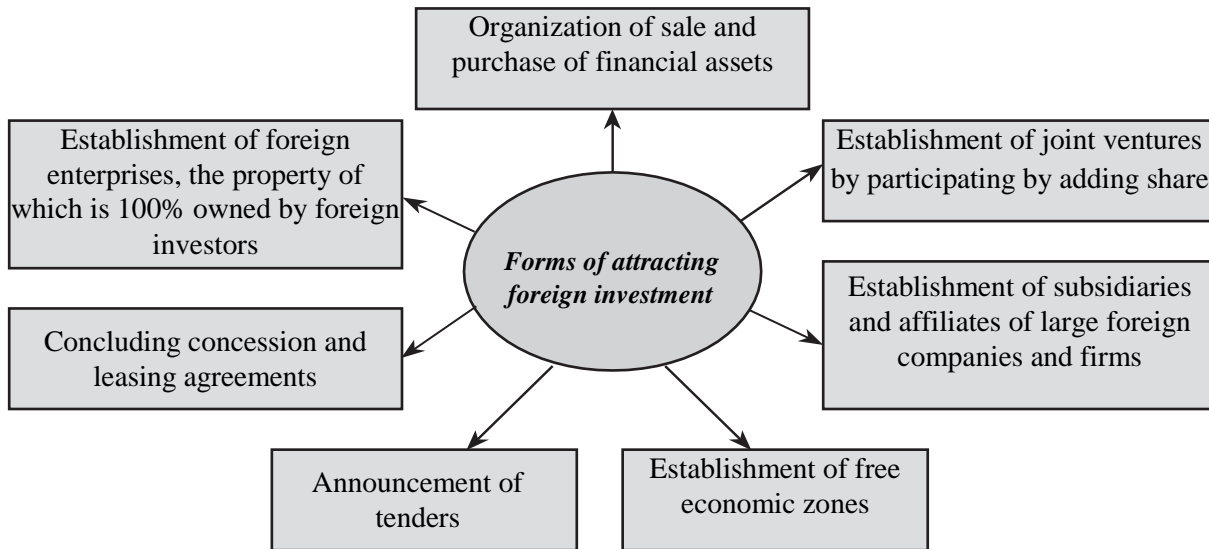 Organization of sale and
purchase of financial assets
Establishment of foreign
enterprises, the property of
which is 100% owned by foreign
investors
Establishment of joint ventures
by participating by adding share
Forms of attracting
foreign investment
Establishment of subsidiaries
and affiliates of large foreign
companies and firms
Concluding concession and
leasing agreements
Announcement of
tenders
Establishment of free
economic zones